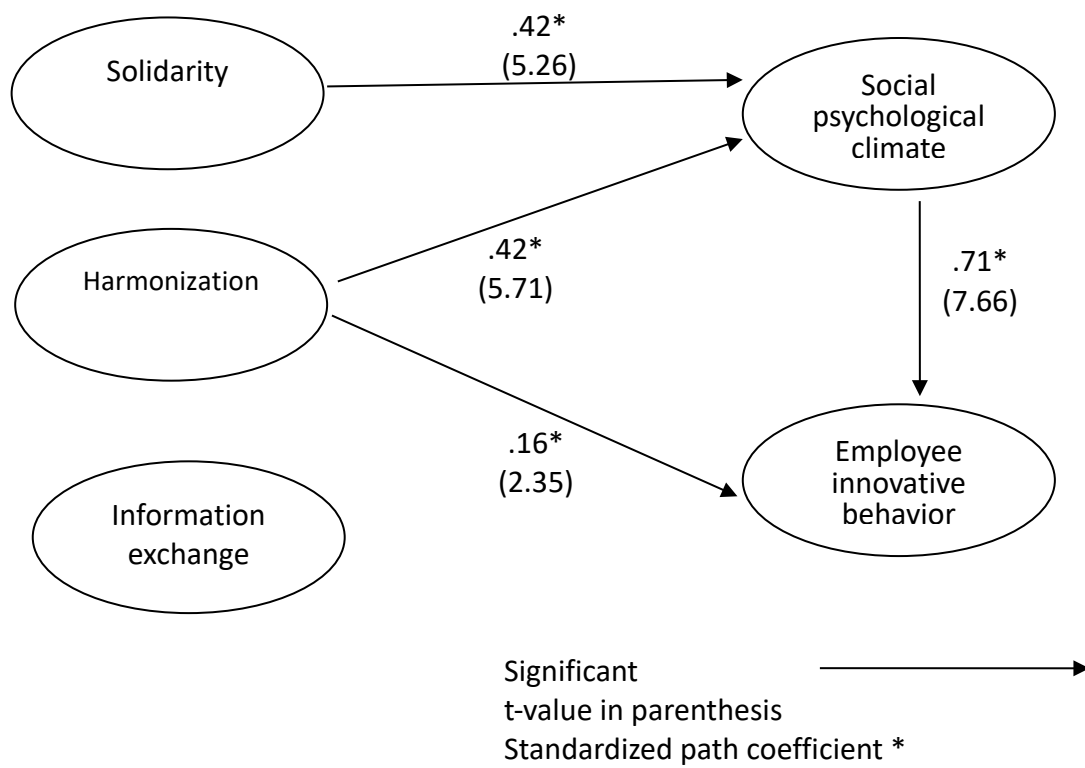 .42*
(5.26)
Solidarity
Social
psychological
climate
Harmonization
.42*
(5.71)
.71*
(7.66)
.16*
(2.35)
Employee
innovative
behavior
Information
exchange
Significant
t-value in parenthesis
Standardized path coefficient *